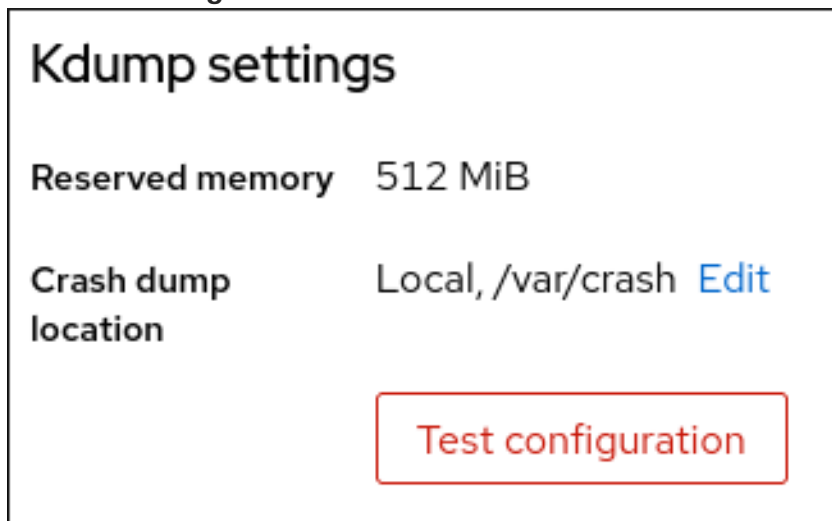 Kdump settings
Reserved memory 512 MiB
Crash dump Local, /var/crash Edit
location
Test configuration